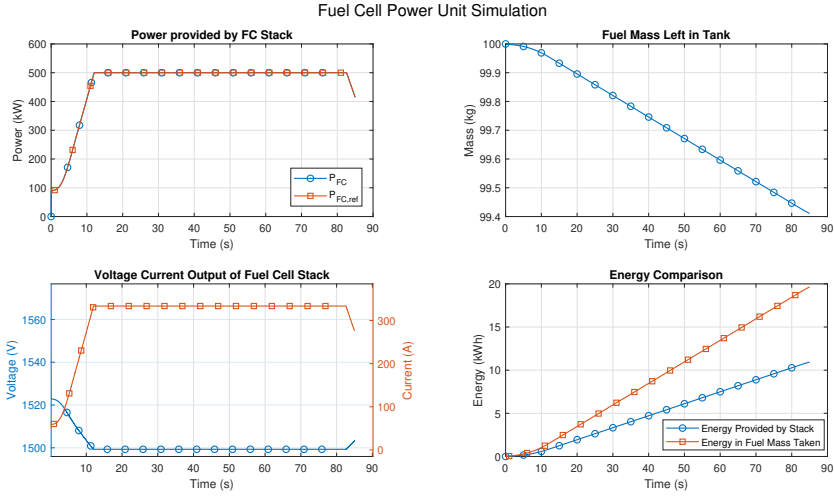 Fuel Cell Power Unit Simulation
Power provided by FC Stack
600
500
400
300
200
100
0
Power (kW)
P_FC
P_FC,ref
0 10 20 30 40 50 60 70 80 90
Time (s)
Fuel Mass Left in Tank
100
99.9
99.8
99.7
99.6
99.5
99.4
Mass (kg)
0 10 20 30 40 50 60 70 80 90
Time (s)
Voltage Current Output of Fuel Cell Stack
1560
1540
1520
1500
Voltage (V)
300
200
100
0
Current (A)
10 20 30 40 50 60 70 80 90
Time (s)
Energy Comparison
20
15
10
5
0
Energy (kWh)
Energy Provided by Stack
Energy in Fuel Mass Taken
0 10 20 30 40 50 60 70 80 90
Time (s)